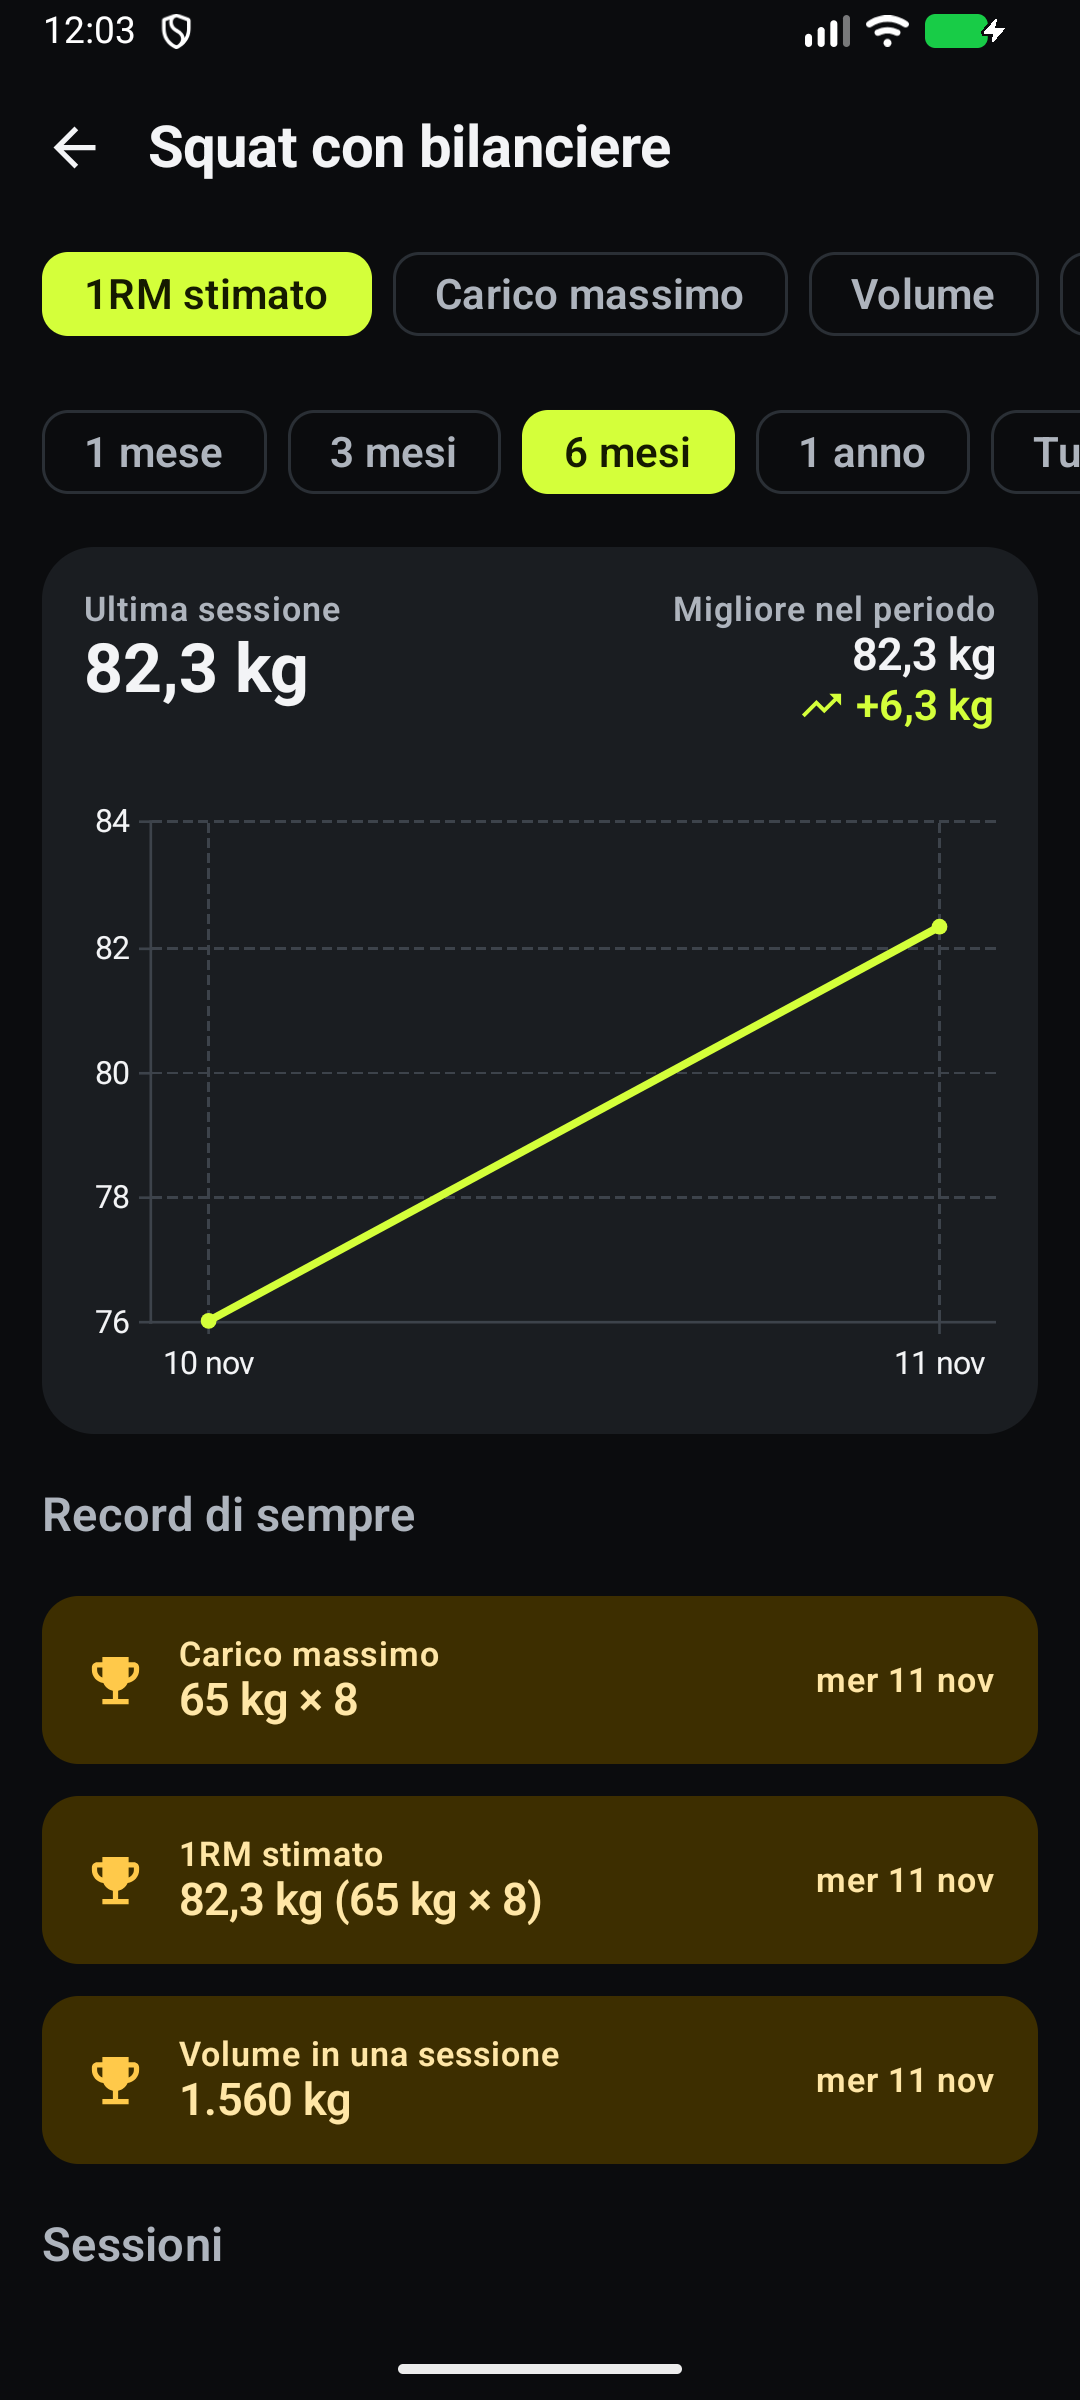 12:03
Squat con bilanciere
1RM stimato
Carico massimo
Volume
1 mese
3 mesi
6 mesi
1 anno
Tu
Ultima sessione
82,3 kg
Migliore nel periodo
82,3 kg
+6,3 kg
84
82
80
78
76
10 nov
11 nov
Record di sempre
Carico massimo
65 kg × 8
mer 11 nov
1RM stimato
82,3 kg (65 kg × 8)
mer 11 nov
Volume in una sessione
1.560 kg
mer 11 nov
Sessioni